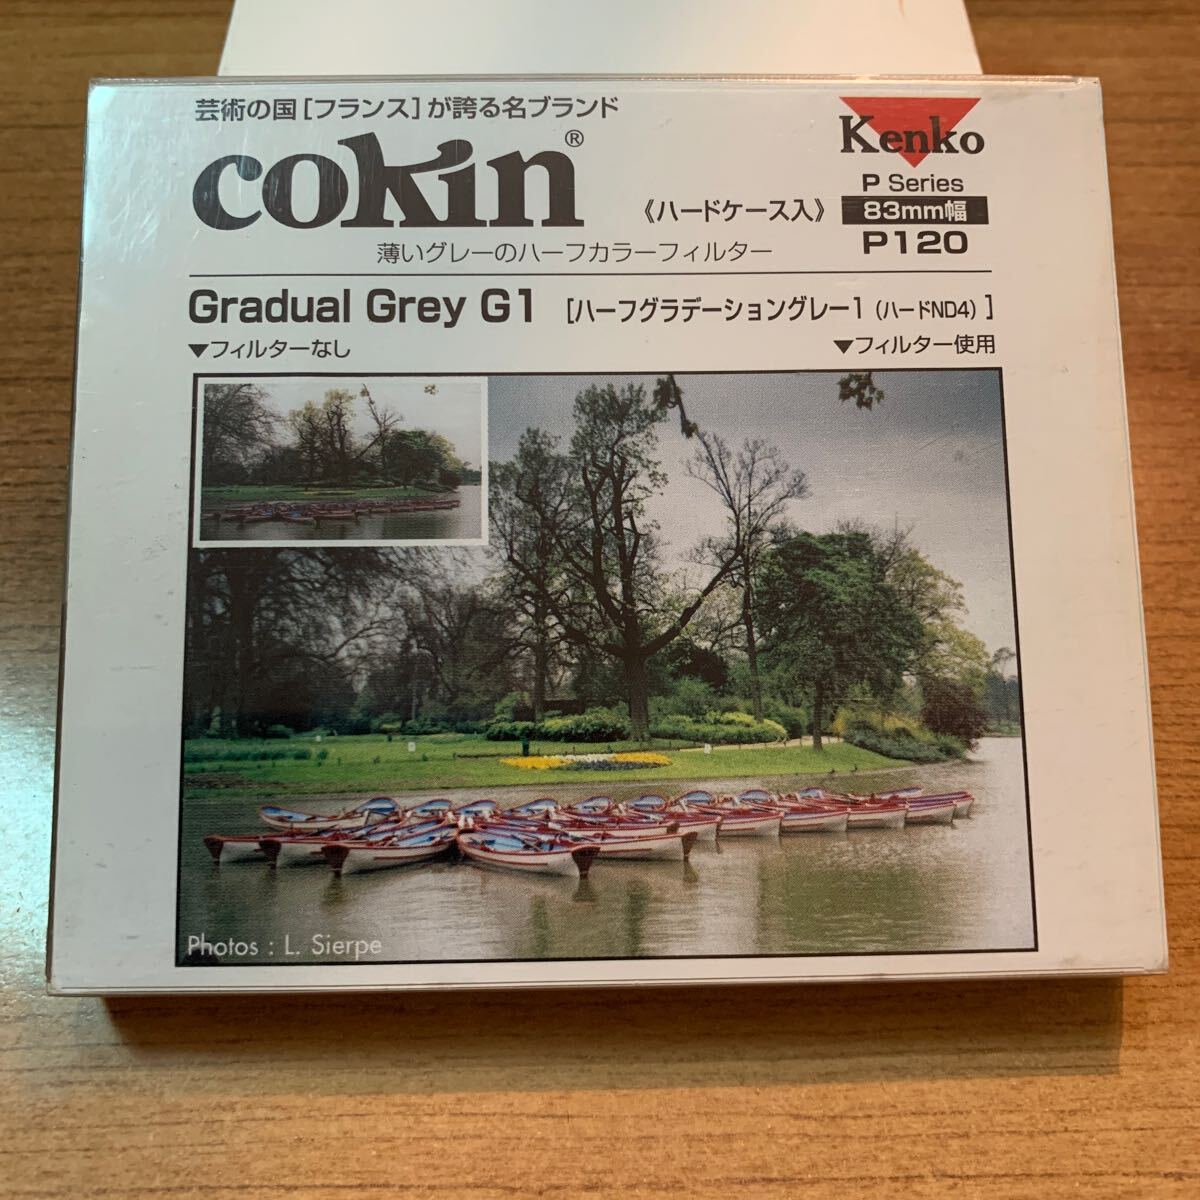 芸術の国[フランス]が誇る名ブランド
cokin®
Kenko
P Series
《ハードケース入》 83mm幅
P120
薄いグレーのハーフカラーフィルター
Gradual Grey G1 [ハーフグラデーショングレー1(ハードND4)]
▼フィルターなし ▼フィルター使用
Photos : L. Sierpe